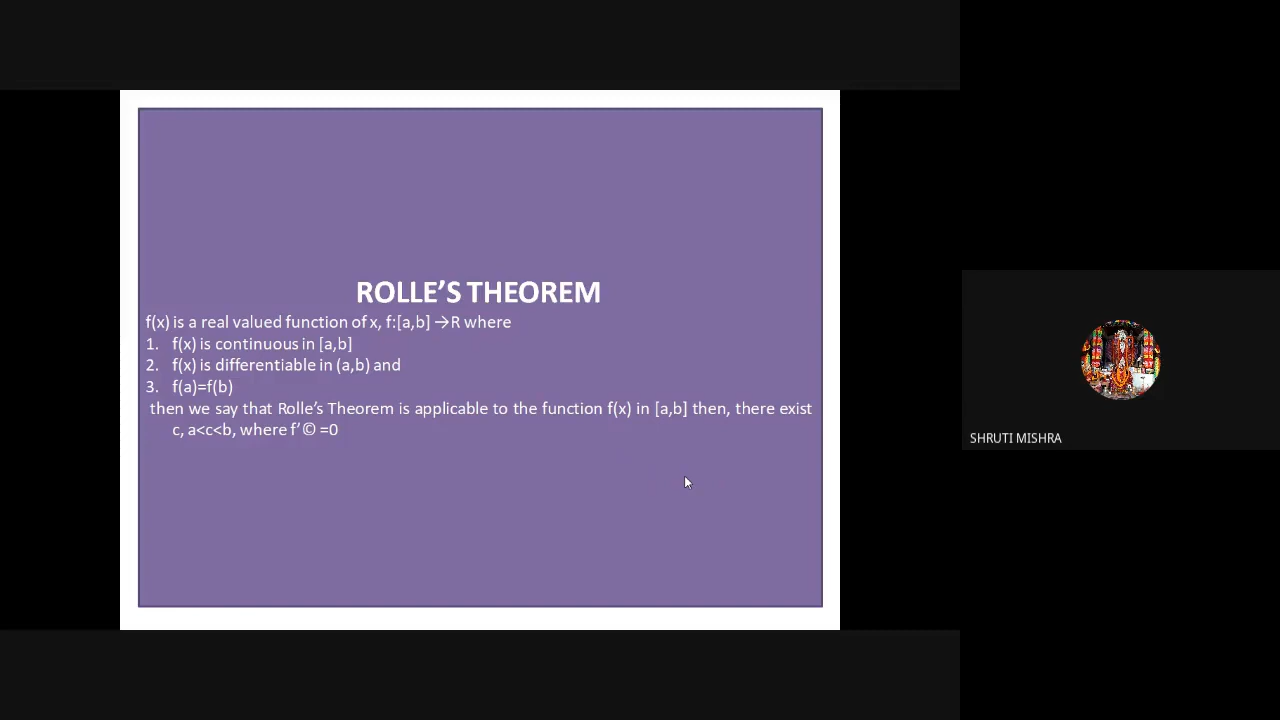 ROLLE’S THEOREM
f(x) is a real valued function of x, f:[a,b] →R where
1. f(x) is continuous in [a,b]
2. f(x) is differentiable in (a,b) and
3. f(a)=f(b)
then we say that Rolle’s Theorem is applicable to the function f(x) in [a,b] then, there exist
c, a<c<b, where f’© =0
SHRUTI MISHRA